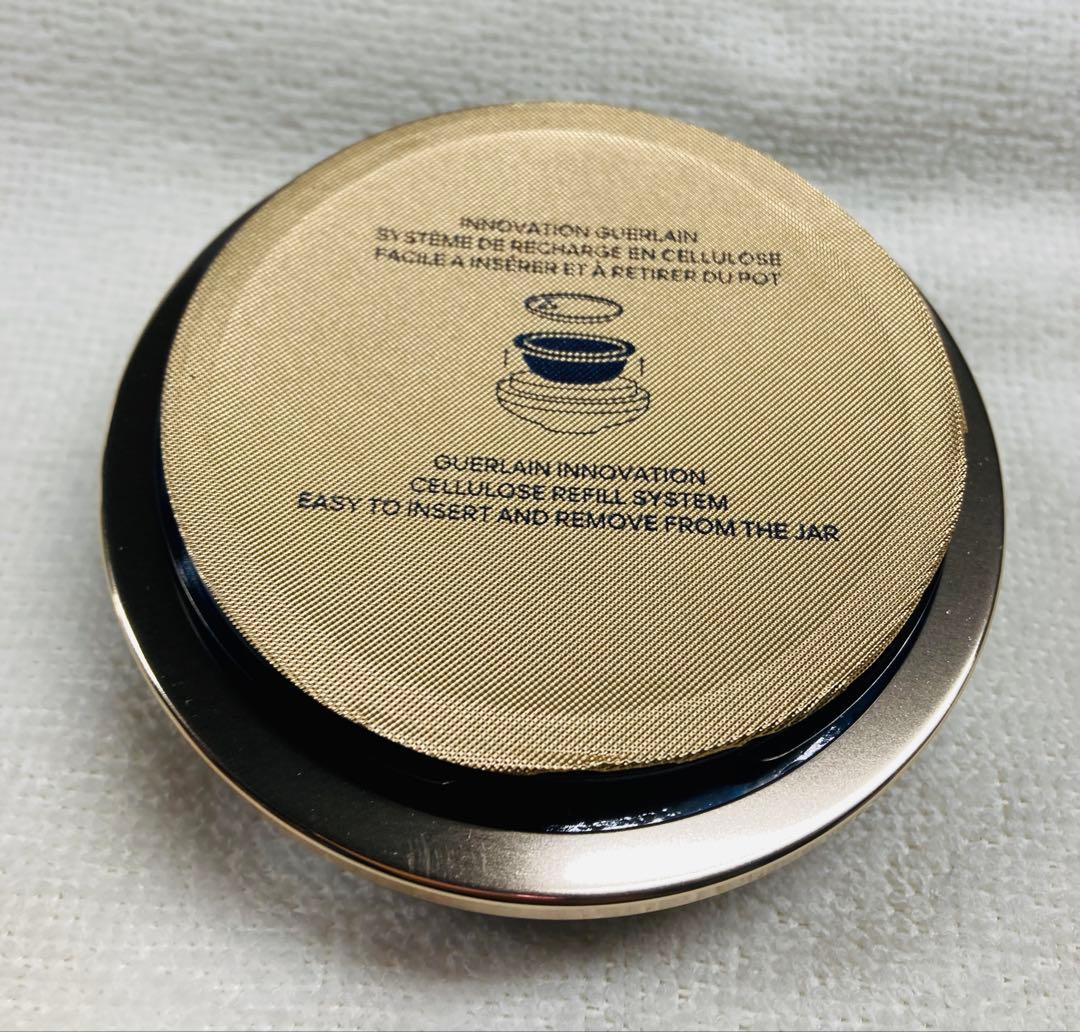 INNOVATION GUERLAIN
SYSTÈME DE RECHARGE EN CELLULOSE
FACILE À INSÉRER ET À RETIRER DU POT
GUERLAIN INNOVATION
CELLULOSE REFILL SYSTEM
EASY TO INSERT AND REMOVE FROM THE JAR